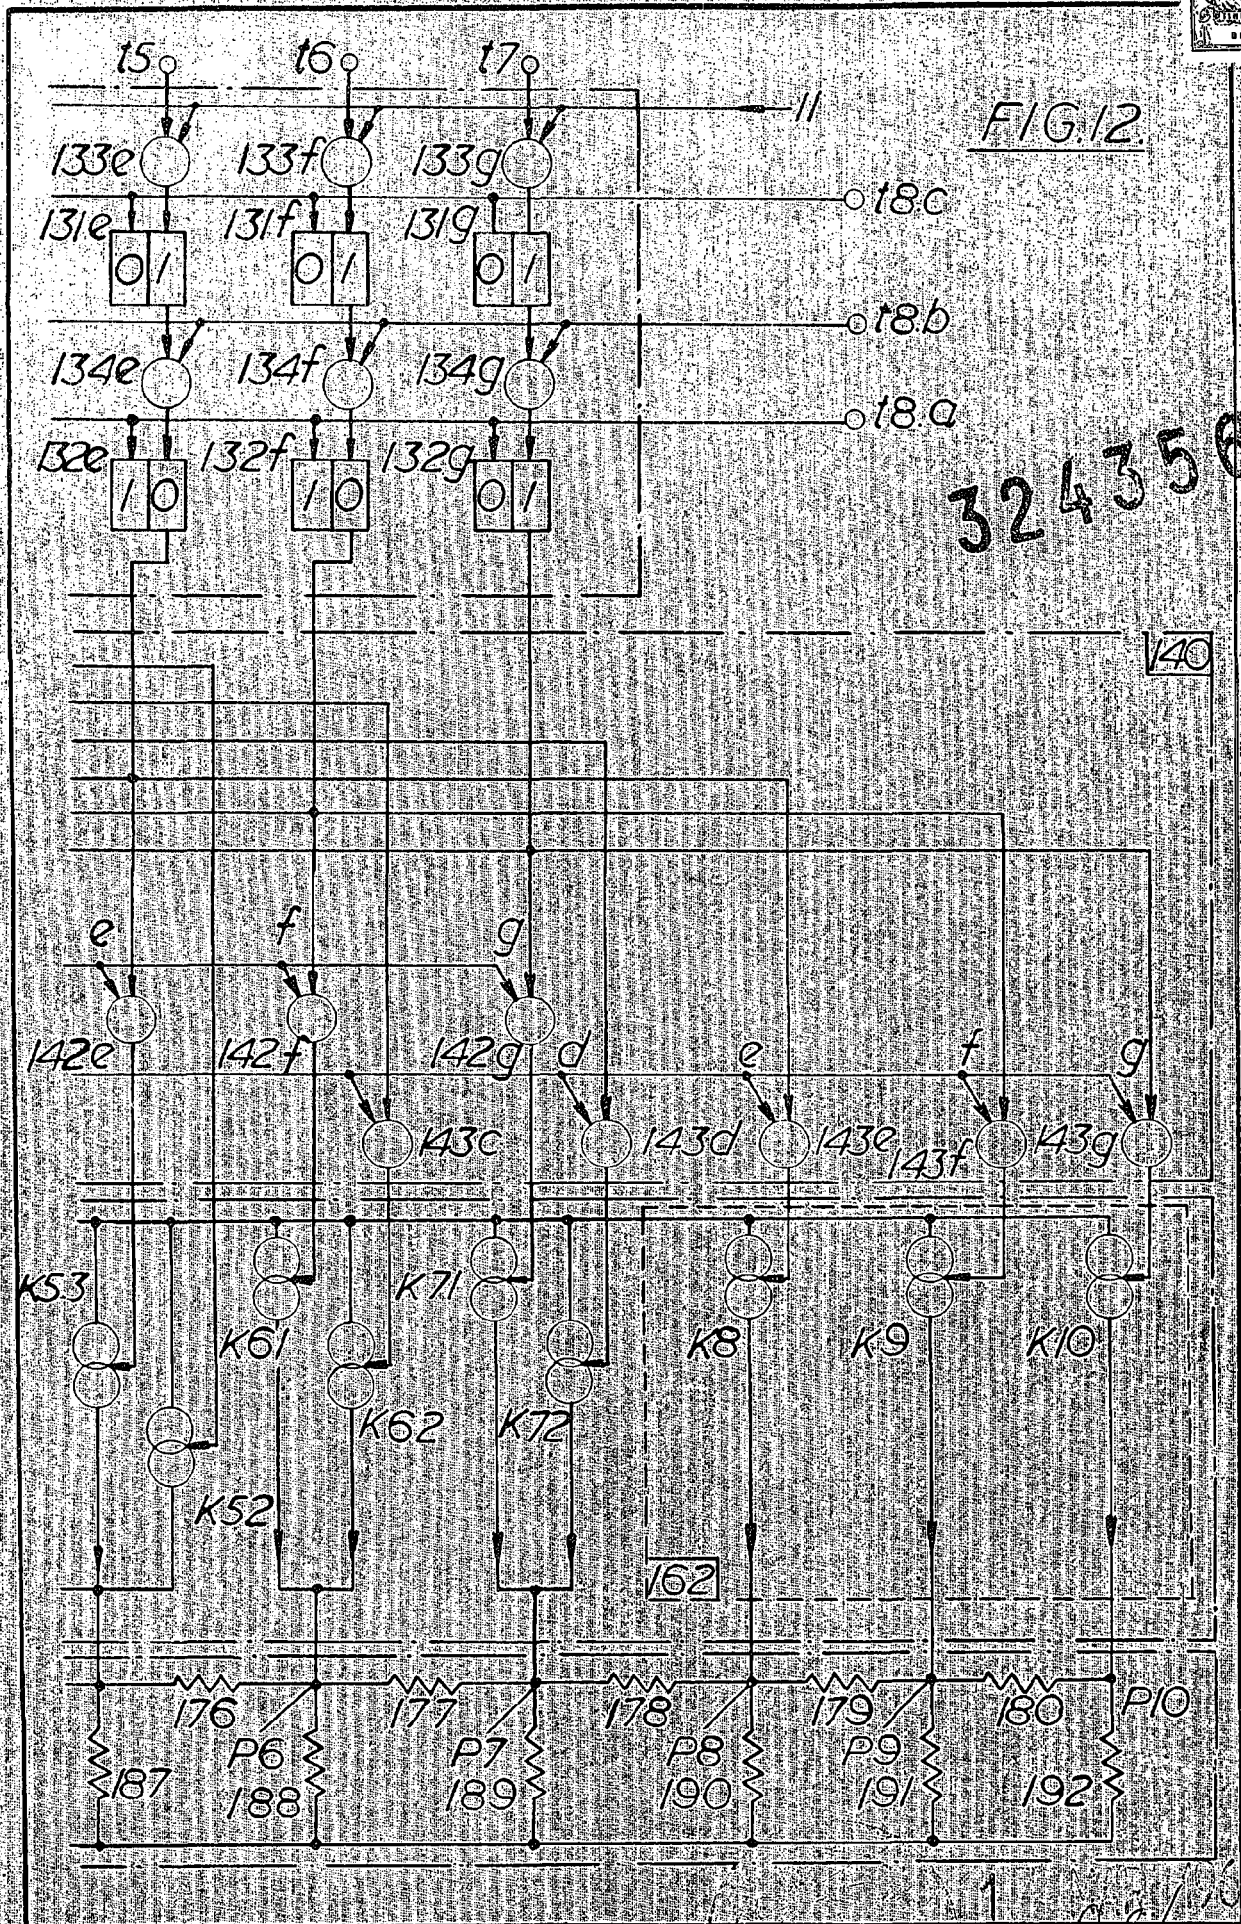 t5 t6 t7
11
FIG.12.
133e 133f 133g
t8.c
131e 131f 131g
0 1 0 1 0 1
t8.b
134e 134f 134g
t8.a
132e 132f 132g
1 0 1 0 0 1
324356
140
e f g
142e 142f 142g d e f g
143c 143d 143e 143f 143g
K53 K61 K71 K8 K9 K10
K62 K72
K52
162
176 177 178 179 180 P10
P6 P7 P8 P9
187 188 189 190 191 192